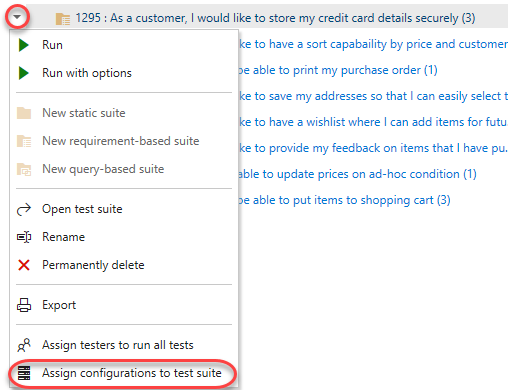 1295 : As a customer, I would like to store my credit card details securely (3)
Run
ke to have a sort capabaility by price and customer
Run with options
be able to print my purchase order (1)
ke to save my addresses so that I can easily select t
New static suite
ke to have a wishlist where I can add items for futu
New requirement-based suite
ke to provide my feedback on items that I have pu.
New query-based suite
able to update prices on ad-hoc condition (1)
be able to put items to shopping cart (3)
Open test suite
Rename
Permanently delete
Export
Assign testers to run all tests
Assign configurations to test suite